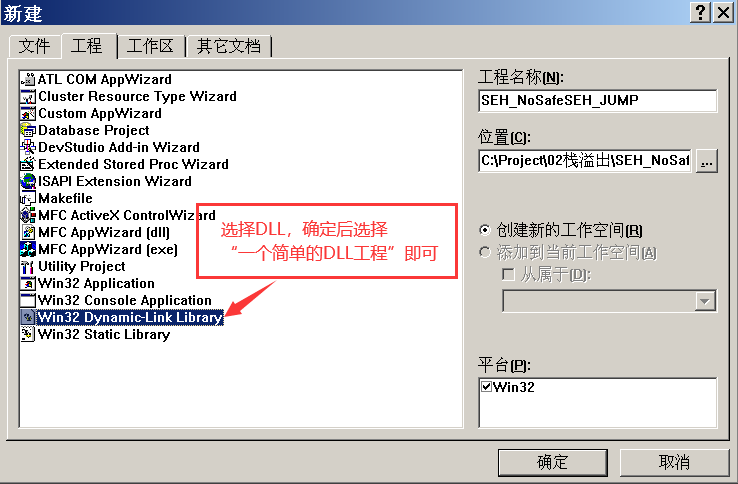 新建
文件
工程
工作区
其它文档
ATL COM AppWizard
Cluster Resource Type Wizard
Custom AppWizard
Database Project
DevStudio Add-in Wizard
Extended Stored Proc Wizard
ISAPI Extension Wizard
Makefile
MFC ActiveX ControlWizard
MFC AppWizard (dll)
MFC AppWizard (exe)
Utility Project
Win32 Application
Win32 Console Application
Win32 Dynamic-Link Library
Win32 Static Library
选择DLL，确定后选择
“一个简单的DLL工程”即可
工程名称(N):
SEH_NoSafeSEH_JUMP
位置(C):
C:\Project\02栈溢出\SEH_NoSaf
...
创建新的工作空间(R)
添加到当前工作空间(A)
从属于(D):
平台(P):
Win32
确定
取消